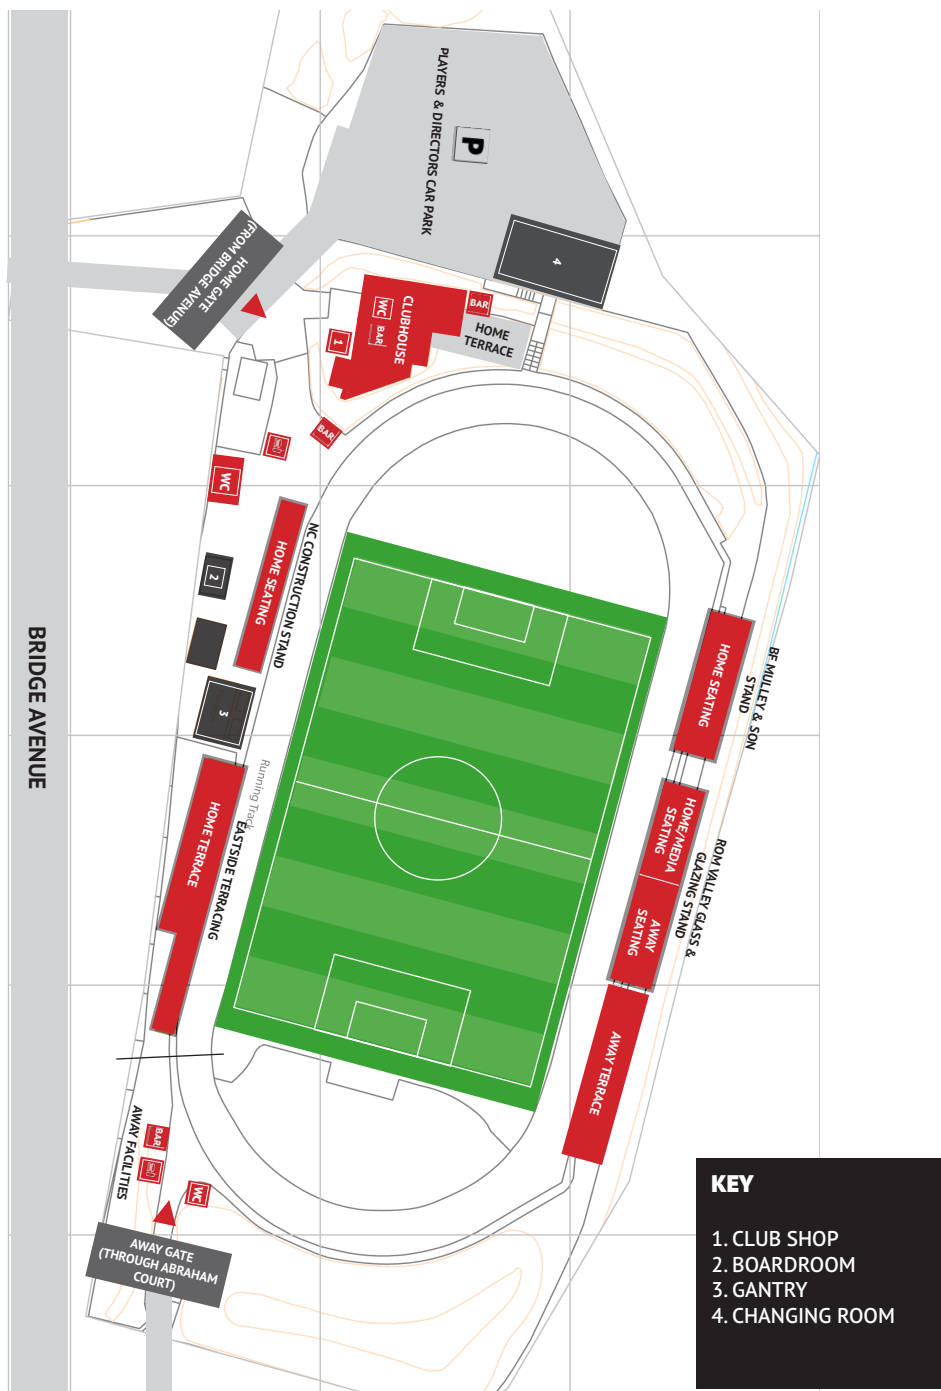 PLAYERS & DIRECTORS CAR PARK
P
4
(FROM BRIDGE AVENUE)
HOME GATE
CLUBHOUSE
WC
BAR
1
BAR
HOME
TERRACE
BAR
WC
2
3
HOME SEATING
NC CONSTRUCTION STAND
BRIDGE AVENUE
Running Track
HOME TERRACE
EASTSIDE TERRACING
HOME SEATING
BF MULLEY & SON
STAND
HOME/MEDIA
SEATING
AWAY
SEATING
ROM VALLEY GLASS &
GLAZING STAND
AWAY TERRACE
AWAY FACILITIES
BAR
WC
AWAY GATE
(THROUGH ABRAHAM
COURT)
KEY
1. CLUB SHOP
2. BOARDROOM
3. GANTRY
4. CHANGING ROOM